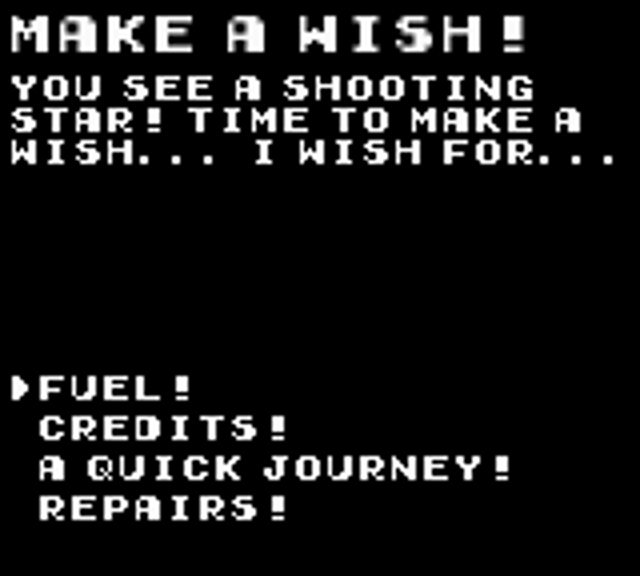 MAKE A WISH!
YOU SEE A SHOOTING
STAR! TIME TO MAKE A
WISH... I WISH FOR...
FUEL!
CREDITS!
A QUICK JOURNEY!
REPAIRS!